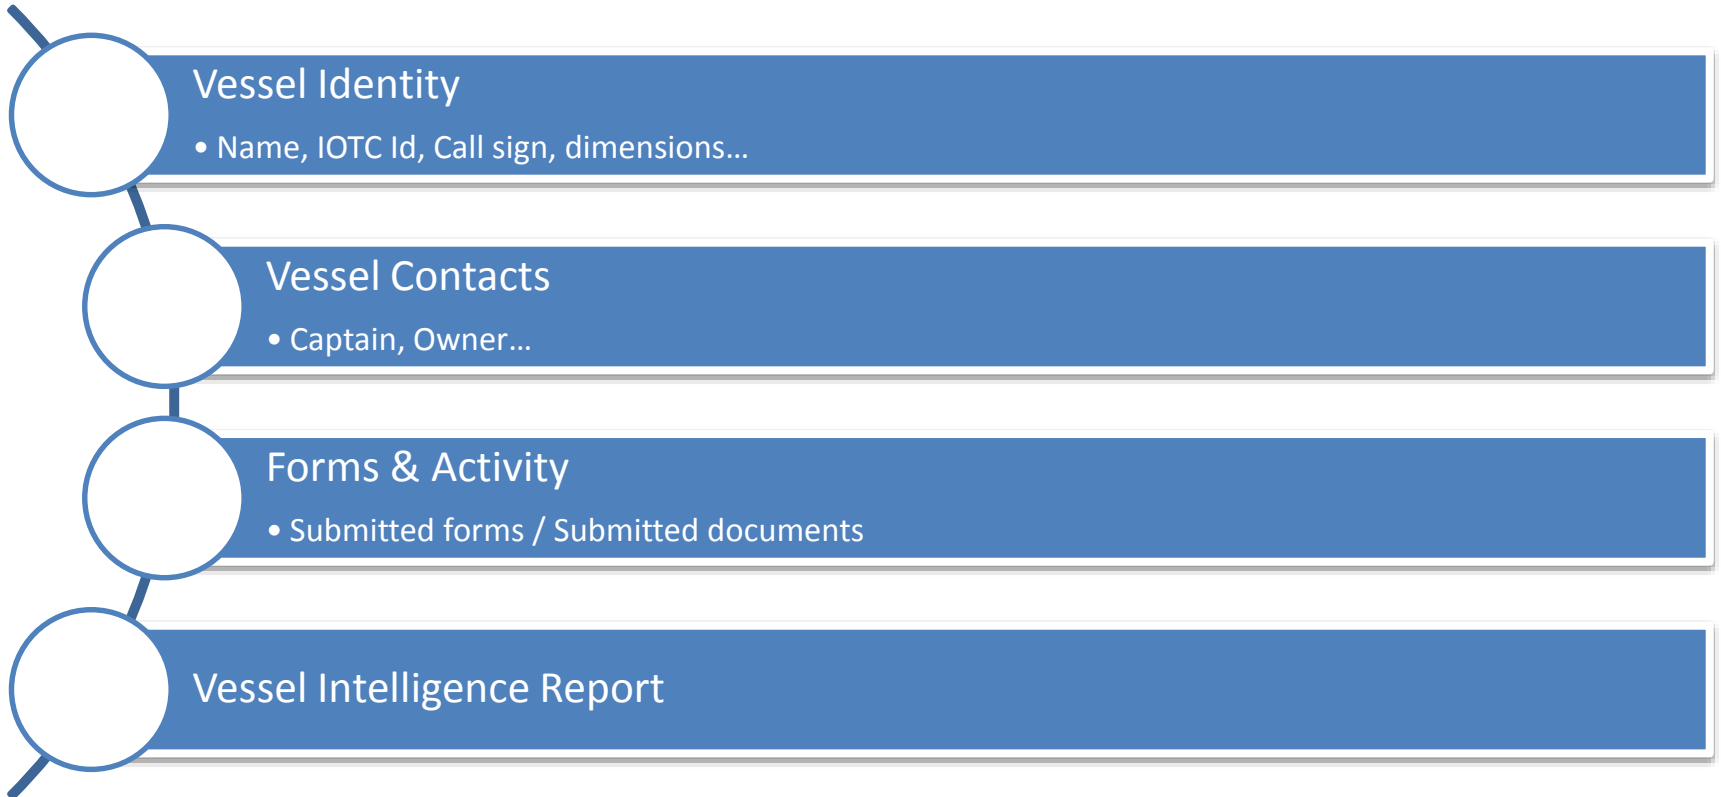 Vessel Identity
• Name, IOTC Id, Call sign, dimensions…
Vessel Contacts
• Captain, Owner…
Forms & Activity
• Submitted forms / Submitted documents
Vessel Intelligence Report